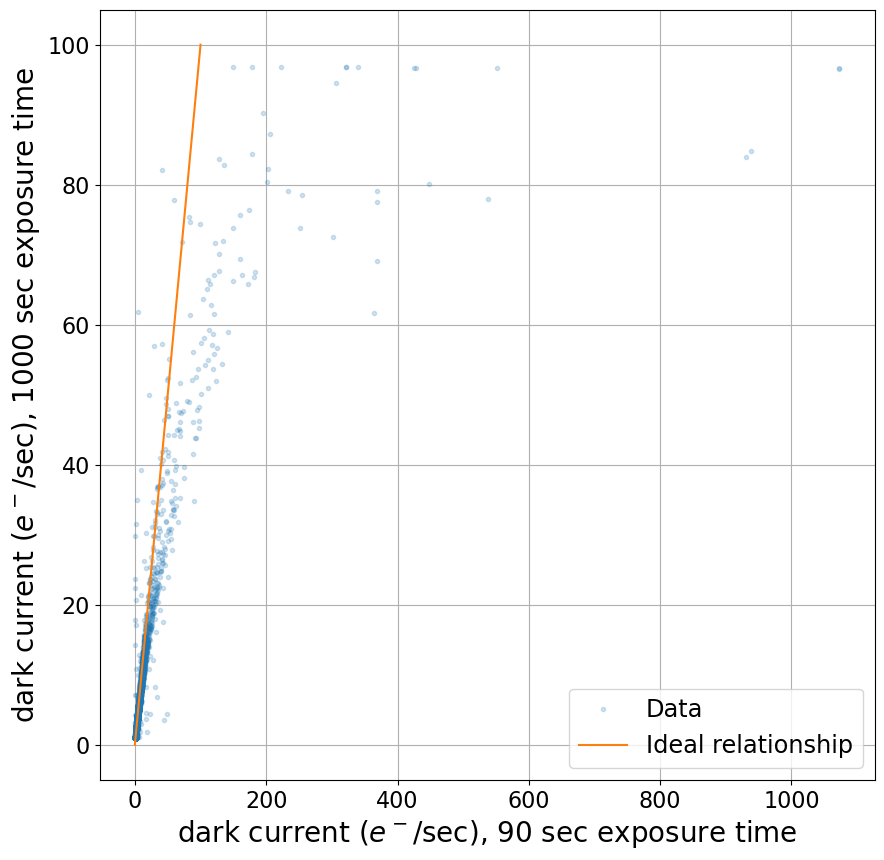 dark current (e⁻/sec), 1000 sec exposure time
100
80
60
40
20
0
Data
Ideal relationship
0 200 400 600 800 1000
dark current (e⁻/sec), 90 sec exposure time